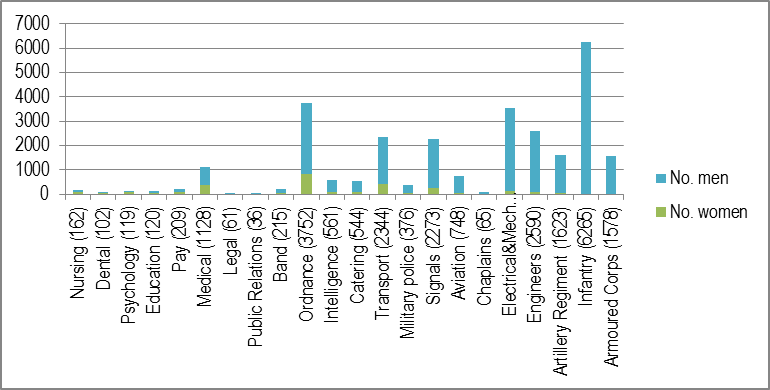 7000
6000
5000
4000
3000
2000
1000
0
Nursing (162)
Dental (102)
Psychology (119)
Education (120)
Pay (209)
Medical (1128)
Legal (61)
Public Relations (36)
Band (215)
Ordnance (3752)
Intelligence (561)
Catering (544)
Transport (2344)
Military police (376)
Signals (2273)
Aviation (748)
Chaplains (65)
Electrical&Mech...
Engineers (2590)
Artillery Regiment (1623)
Infantry (6265)
Armoured Corps (1578)
No. men
No. women